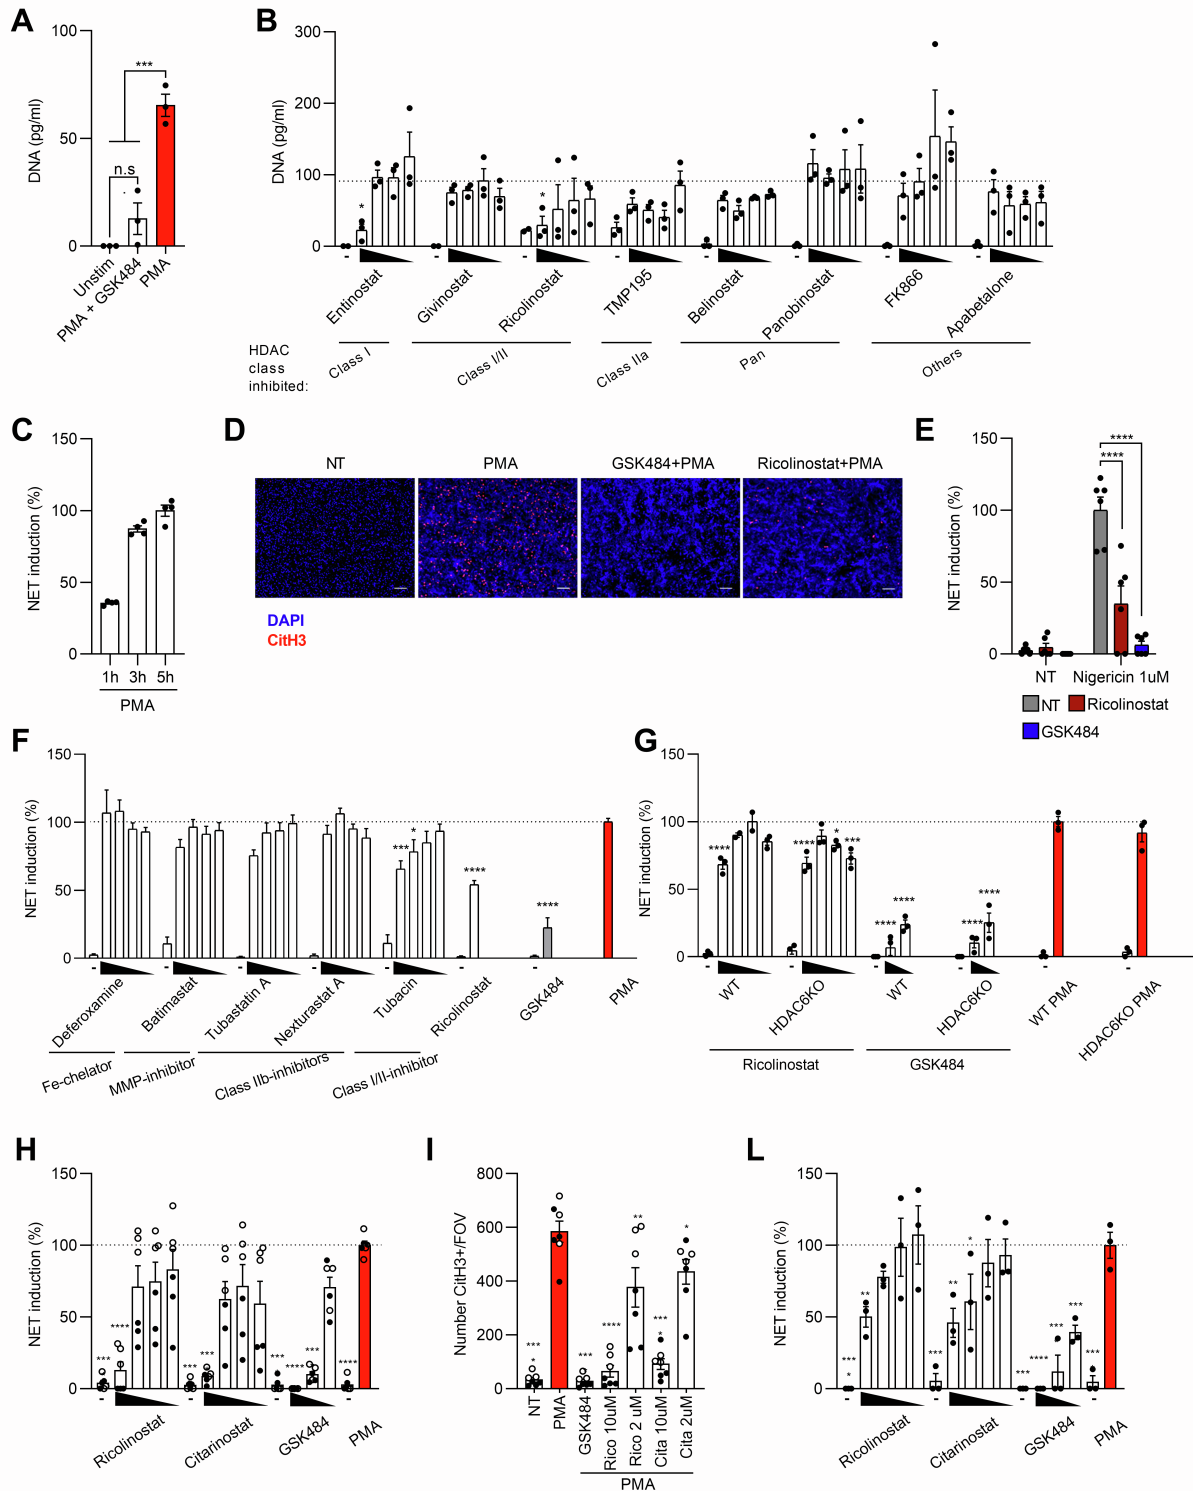 A
100
50
0
DNA (pg/ml)
***
n.s
Unstim
PMA + GSK484
PMA
B
300
200
100
0
DNA (pg/ml)
*
*
-
-
-
-
-
-
-
-
Entinostat
Givinostat
Ricolinostat
TMP195
Belinostat
Panobinostat
FK866
Apabetalone
HDAC
class
inhibited:
Class I
Class I/II
Class IIa
Pan
Others
C
150
100
50
0
NET induction (%)
1h
3h
5h
PMA
D
NT
PMA
GSK484+PMA
Ricolinostat+PMA
DAPI
CitH3
E
150
100
50
0
NET induction (%)
****
****
NT
Nigericin 1uM
NT
Ricolinostat
GSK484
F
150
100
50
0
NET induction (%)
***
*
****
****
-
-
-
-
-
-
-
Deferoxamine
Batimastat
Tubastatin A
Nexturastat A
Tubacin
Ricolinostat
GSK484
PMA
Fe-chelator
MMP-inhibitor
Class IIb-inhibitors
Class I/II-inhibitor
G
150
100
50
0
NET induction (%)
****
****
*
***
****
****
****
****
-
-
-
-
-
-
WT
HDAC6KO
WT
HDAC6KO
WT PMA
HDAC6KO PMA
Ricolinostat
GSK484
H
150
100
50
0
NET induction (%)
***
****
***
***
****
***
****
-
-
-
-
Ricolinostat
Citarinostat
GSK484
PMA
I
800
600
400
200
0
Number CitH3+/FOV
***
*
***
****
**
***
*
*
NT
PMA
GSK484
Rico 10uM
Rico 2 uM
Cita 10uM
Cita 2uM
PMA
L
150
100
50
0
NET induction (%)
***
*
**
***
**
*
***
****
***
***
***
-
-
-
-
Ricolinostat
Citarinostat
GSK484
PMA